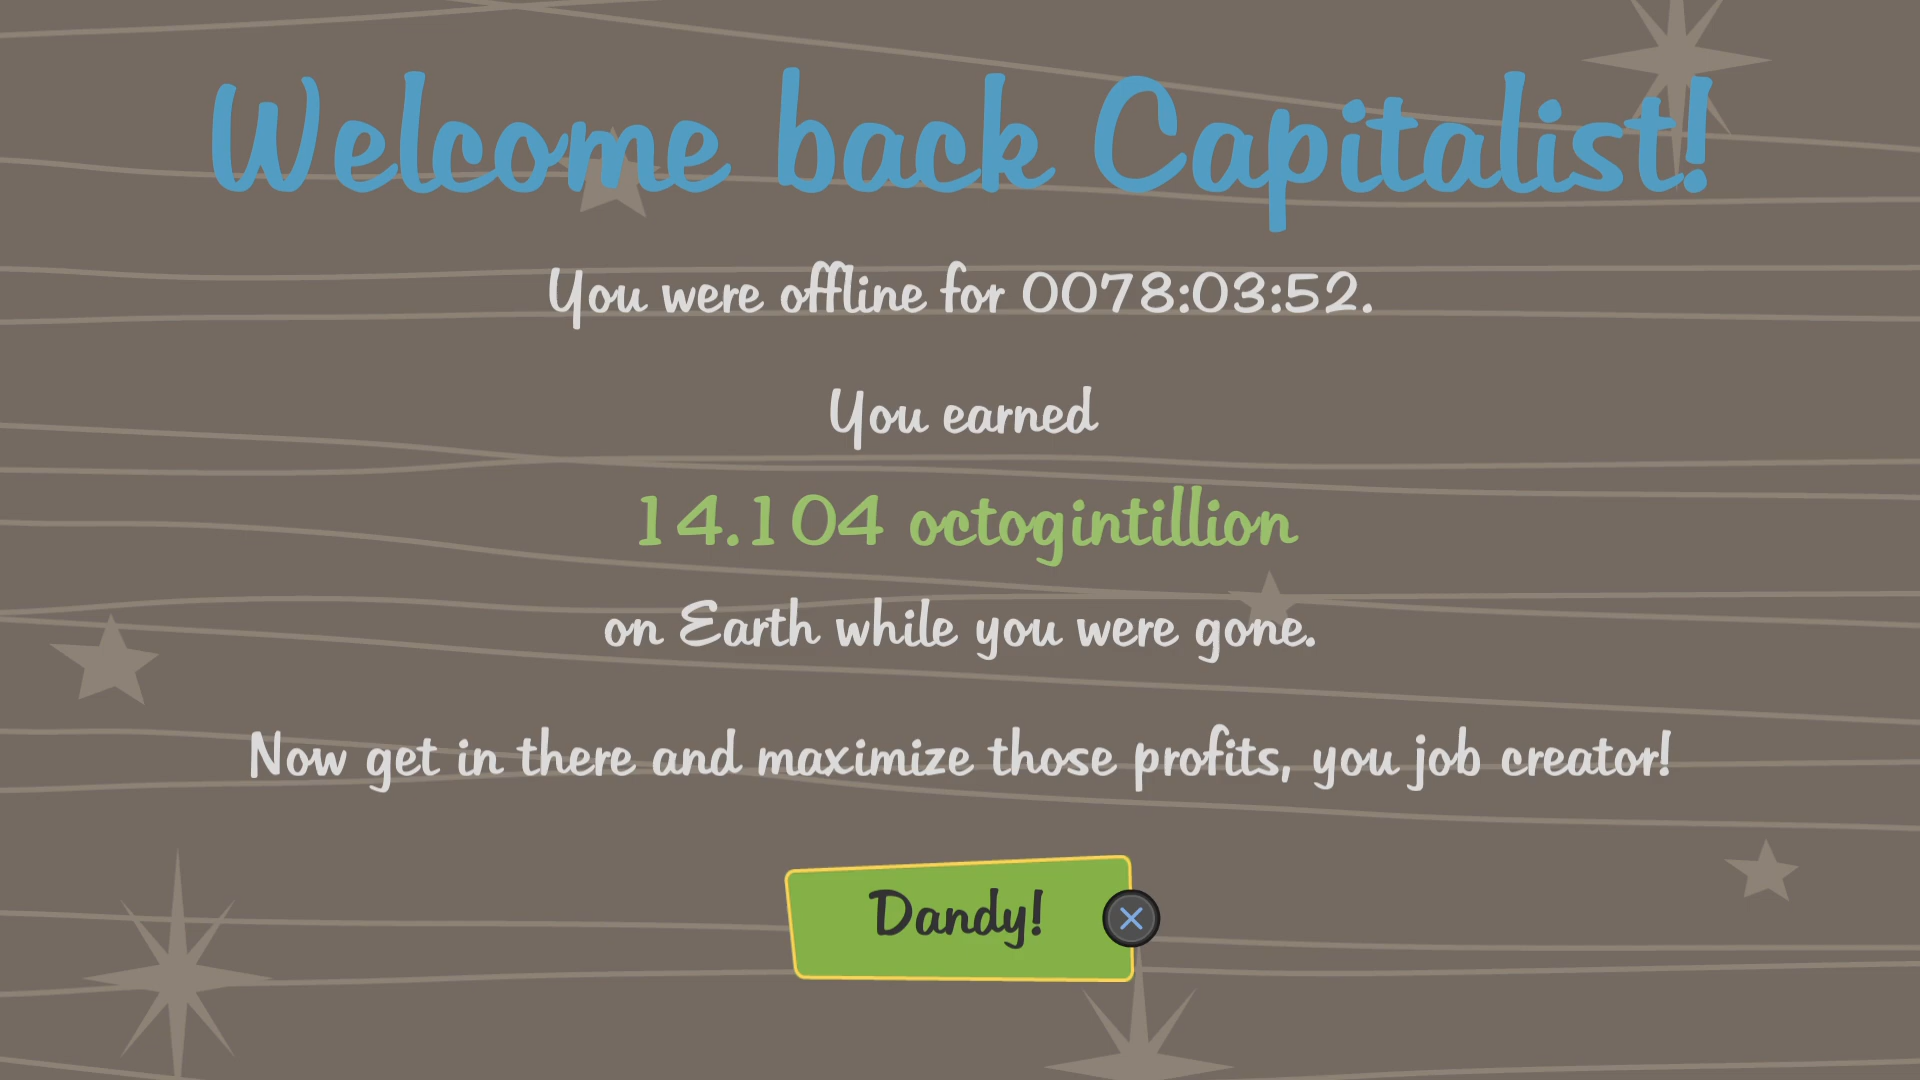 Welcome back Capitalist!
You were offline for 0078:03:52.
You earned
14.104 octogintillion
on Earth while you were gone.
Now get in there and maximize those profits, you job creator!
Dandy!